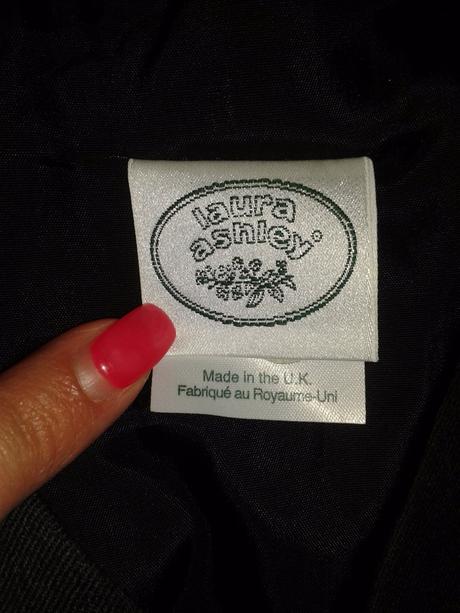 laura
ashley®
Made in the U.K.
Fabriqué au Royaume-Uni